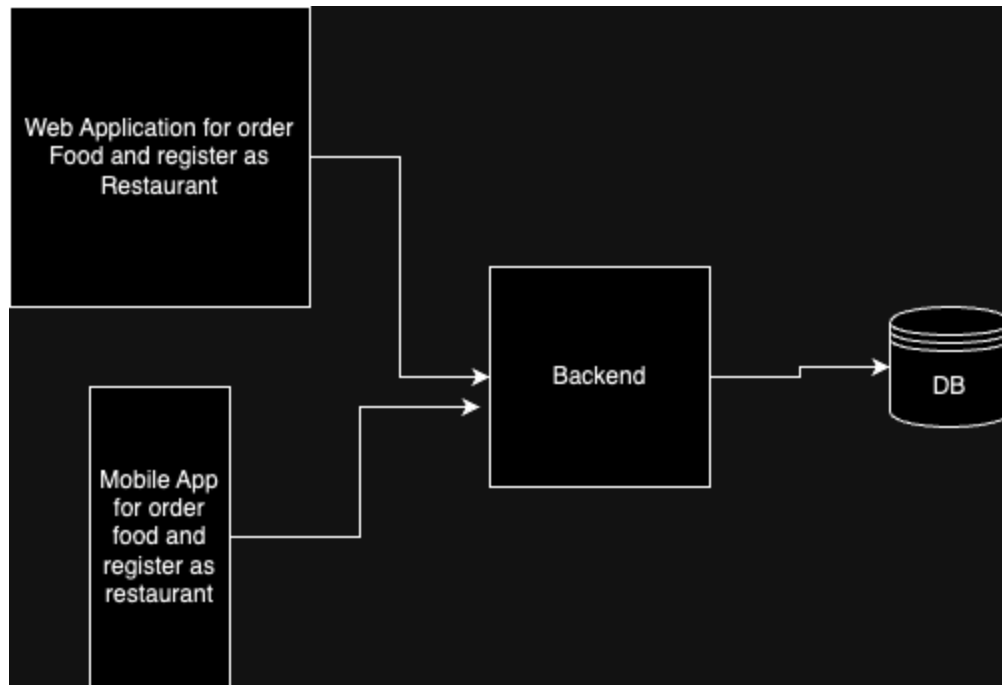 Web Application for order
Food and register as
Restaurant
Backend
DB
Mobile App
for order
food and
register as
restaurant